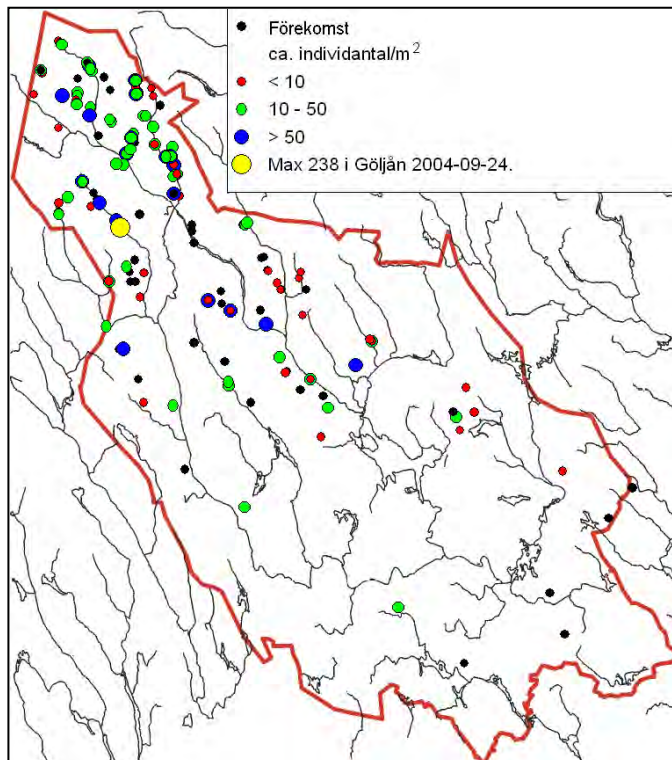 Förekomst
ca. individantal/m²
< 10
10 - 50
> 50
Max 238 i Göljån 2004-09-24.